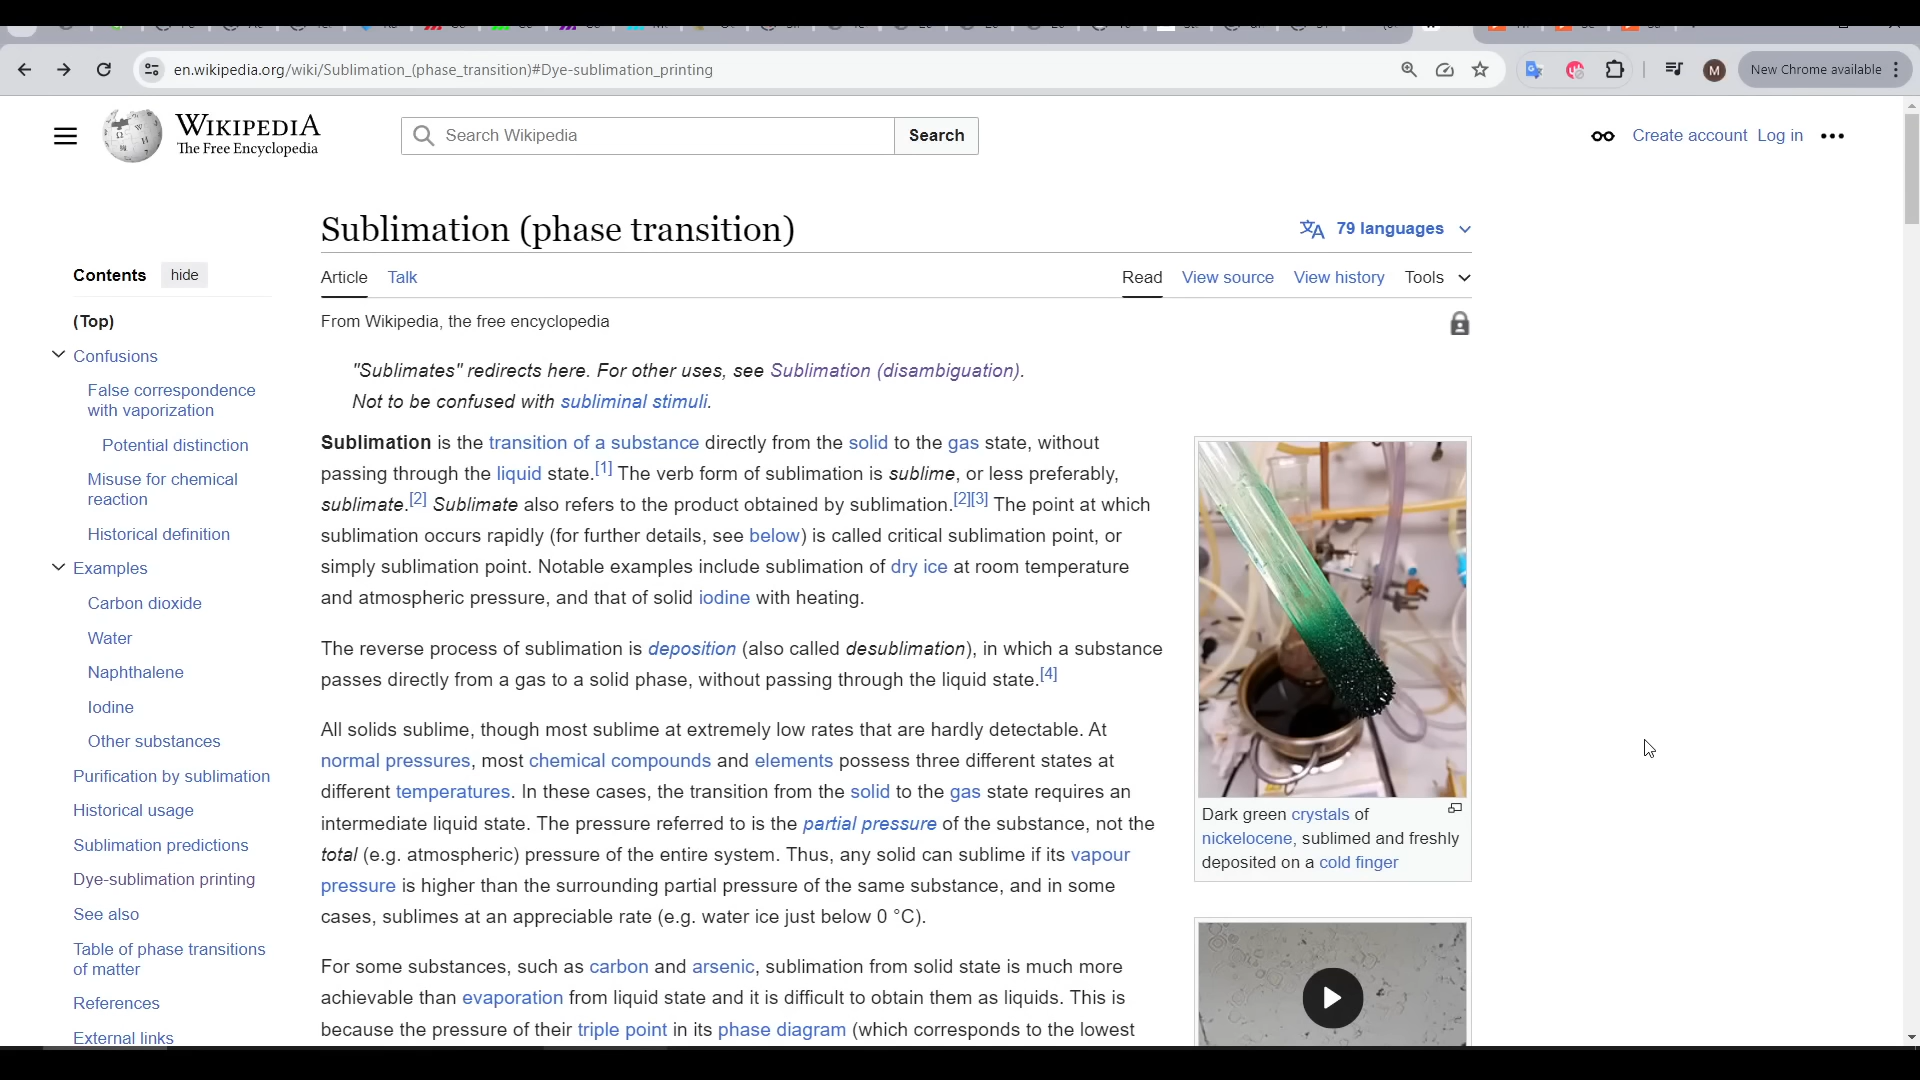 en.wikipedia.org/wiki/Sublimation_(phase_transition)#Dye-sublimation_printing
M
New Chrome available
WIKIPEDIA
The Free Encyclopedia
Search Wikipedia
Search
Create account Log in
Sublimation (phase transition)
79 languages
Contents hide
Article Talk
Read View source View history Tools
(Top)
From Wikipedia, the free encyclopedia
Confusions
False correspondence
with vaporization
Potential distinction
Misuse for chemical
reaction
Historical definition
Examples
Carbon dioxide
Water
Naphthalene
Iodine
Other substances
Purification by sublimation
Historical usage
Sublimation predictions
Dye-sublimation printing
See also
Table of phase transitions
of matter
References
External links
"Sublimates" redirects here. For other uses, see Sublimation (disambiguation).
Not to be confused with subliminal stimuli.
Sublimation is the transition of a substance directly from the solid to the gas state, without
passing through the liquid state.[1] The verb form of sublimation is sublime, or less preferably,
sublimate.[2] Sublimate also refers to the product obtained by sublimation.[2][3] The point at which
sublimation occurs rapidly (for further details, see below) is called critical sublimation point, or
simply sublimation point. Notable examples include sublimation of dry ice at room temperature
and atmospheric pressure, and that of solid iodine with heating.
The reverse process of sublimation is deposition (also called desublimation), in which a substance
passes directly from a gas to a solid phase, without passing through the liquid state.[4]
All solids sublime, though most sublime at extremely low rates that are hardly detectable. At
normal pressures, most chemical compounds and elements possess three different states at
different temperatures. In these cases, the transition from the solid to the gas state requires an
intermediate liquid state. The pressure referred to is the partial pressure of the substance, not the
total (e.g. atmospheric) pressure of the entire system. Thus, any solid can sublime if its vapour
pressure is higher than the surrounding partial pressure of the same substance, and in some
cases, sublimes at an appreciable rate (e.g. water ice just below 0 °C).
For some substances, such as carbon and arsenic, sublimation from solid state is much more
achievable than evaporation from liquid state and it is difficult to obtain them as liquids. This is
because the pressure of their triple point in its phase diagram (which corresponds to the lowest
Dark green crystals of
nickelocene, sublimed and freshly
deposited on a cold finger